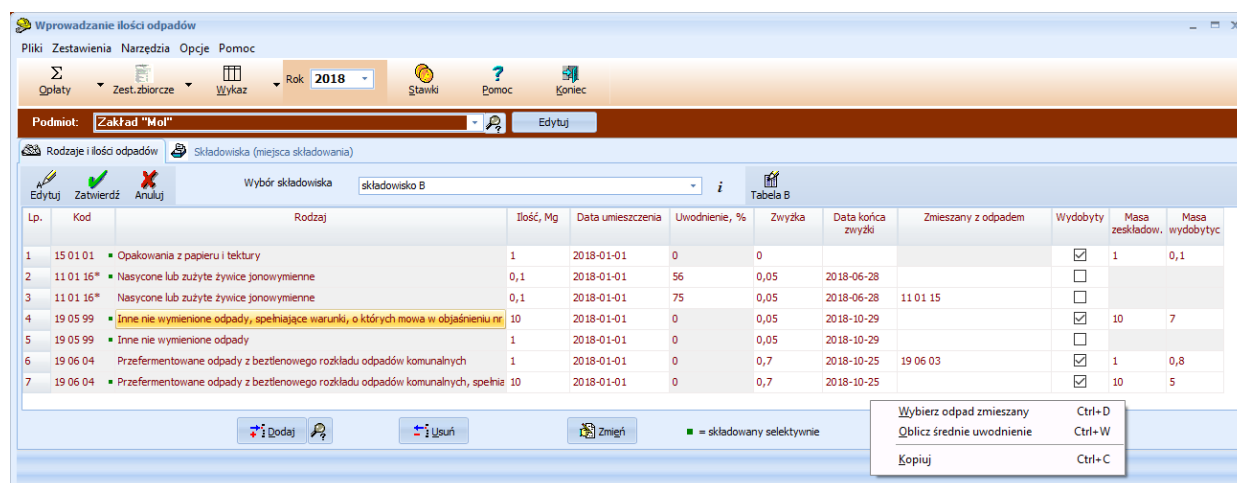 Wprowadzanie ilości odpadów
Pliki Zestawienia Narzędzia Opcje Pomoc
Opłaty Zest.zbiorcze Wykaz Rok 2018 Stawki Pomoc Koniec
Podmiot: Zakład "Mol" Edytuj
Rodzaje i ilości odpadów Składowiska (miejsca składowania)
Edytuj Zatwierdź Anuluj Wybór składowiska składowisko B i Tabela B
Lp. Kod Rodzaj Ilość, Mg Data umieszczenia Uwodnienie, % Zwyżka Data końca zwyżki Zmieszany z odpadem Wydobyty Masa zeskładow. Masa wydobytyc
1 15 01 01 Opakowania z papieru i tektury 1 2018-01-01 0 0 1 0,1
2 11 01 16* Nasycone lub zużyte żywice jonowymienne 0,1 2018-01-01 56 0,05 2018-06-28
3 11 01 16* Nasycone lub zużyte żywice jonowymienne 0,1 2018-01-01 75 0,05 2018-06-28 11 01 15
4 19 05 99 Inne nie wymienione odpady, spełniające warunki, o których mowa w objaśnieniu nr 10 2018-01-01 0 0,05 2018-10-29 10 7
5 19 05 99 Inne nie wymienione odpady 1 2018-01-01 0 0,05 2018-10-29
6 19 06 04 Przefermentowane odpady z beztlenowego rozkładu odpadów komunalnych 1 2018-01-01 0 0,7 2018-10-25 19 06 03 1 0,8
7 19 06 04 Przefermentowane odpady z beztlenowego rozkładu odpadów komunalnych, spełnia 10 2018-01-01 0 0,7 2018-10-25 10 5
Dodaj Usuń Zmień = składowany selektywnie
Wybierz odpad zmieszany Ctrl+D
Oblicz średnie uwodnienie Ctrl+W
Kopiuj Ctrl+C